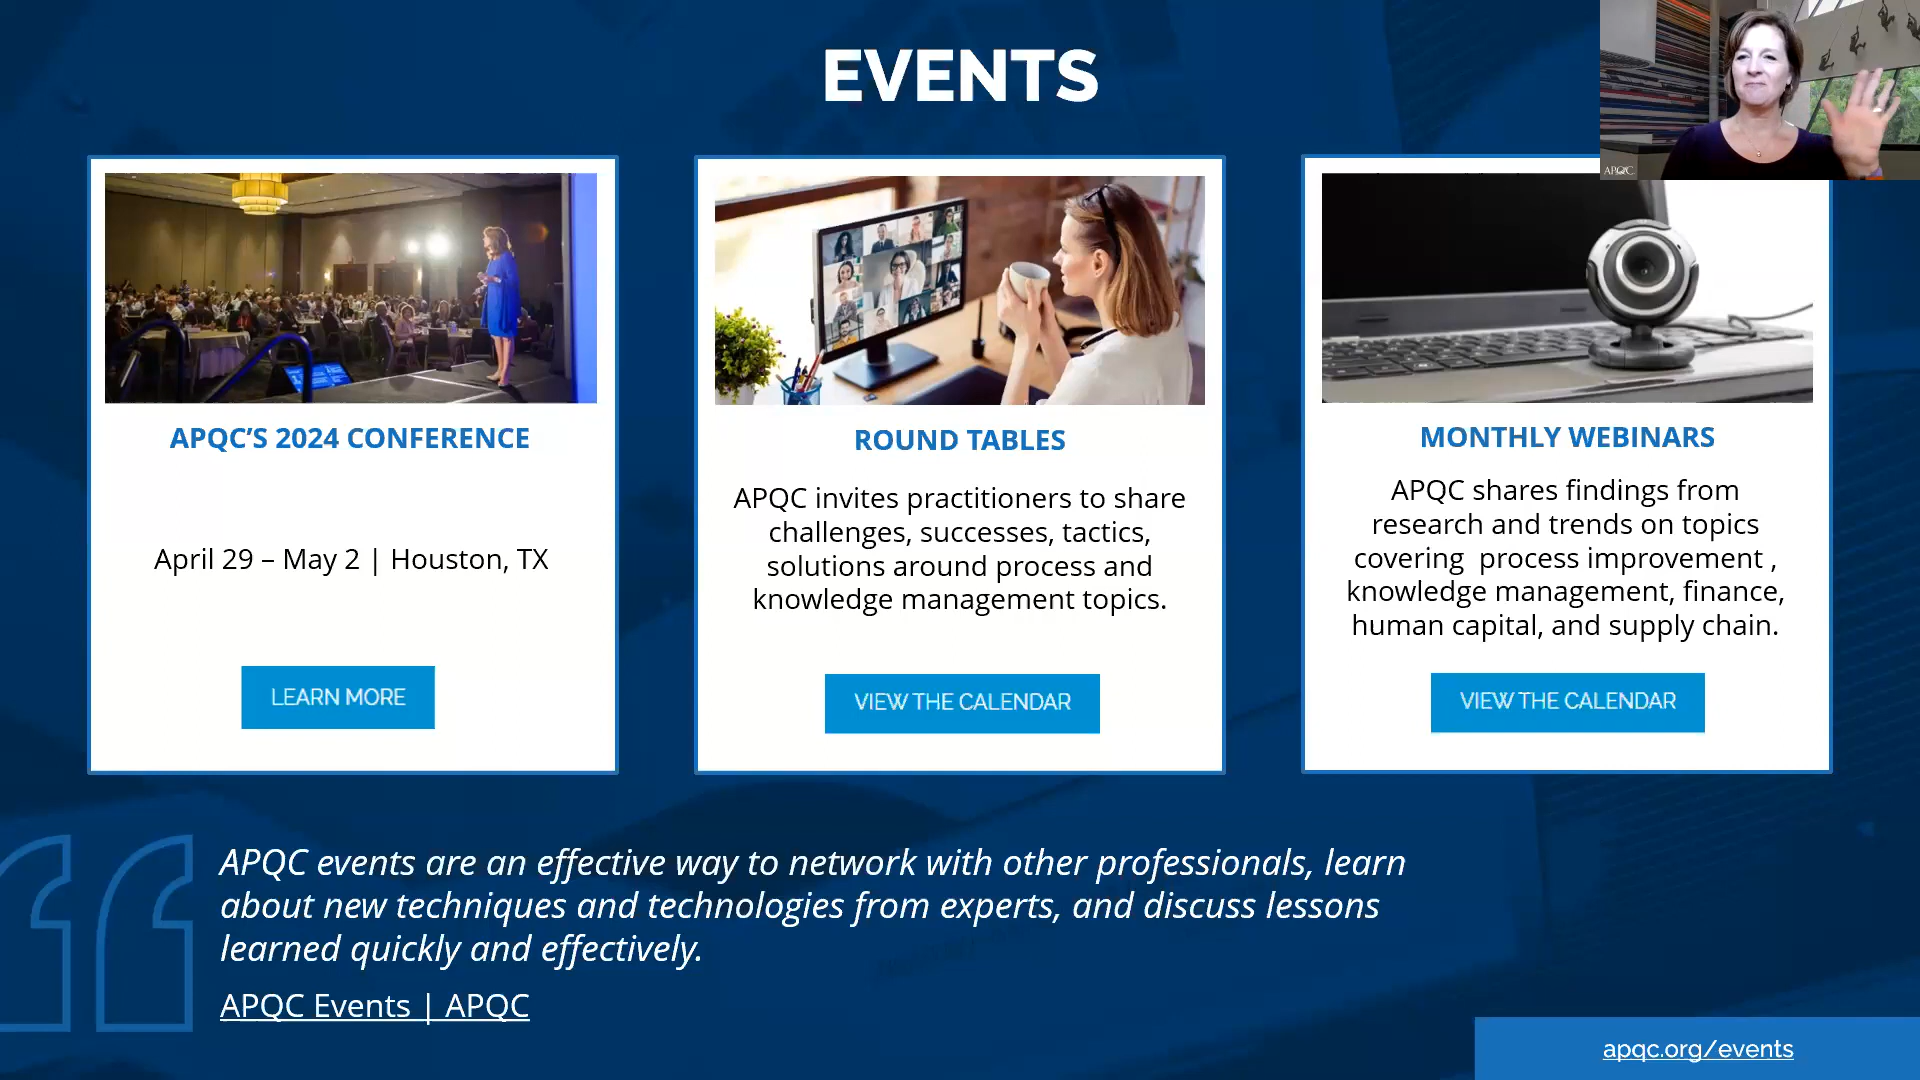 EVENTS
APQC
APQC’S 2024 CONFERENCE
April 29 – May 2 | Houston, TX
LEARN MORE
ROUND TABLES
APQC invites practitioners to share
challenges, successes, tactics,
solutions around process and
knowledge management topics.
VIEW THE CALENDAR
MONTHLY WEBINARS
APQC shares findings from
research and trends on topics
covering  process improvement ,
knowledge management, finance,
human capital, and supply chain.
VIEW THE CALENDAR
APQC events are an effective way to network with other professionals, learn
about new techniques and technologies from experts, and discuss lessons
learned quickly and effectively.
APQC Events | APQC
apqc.org/events